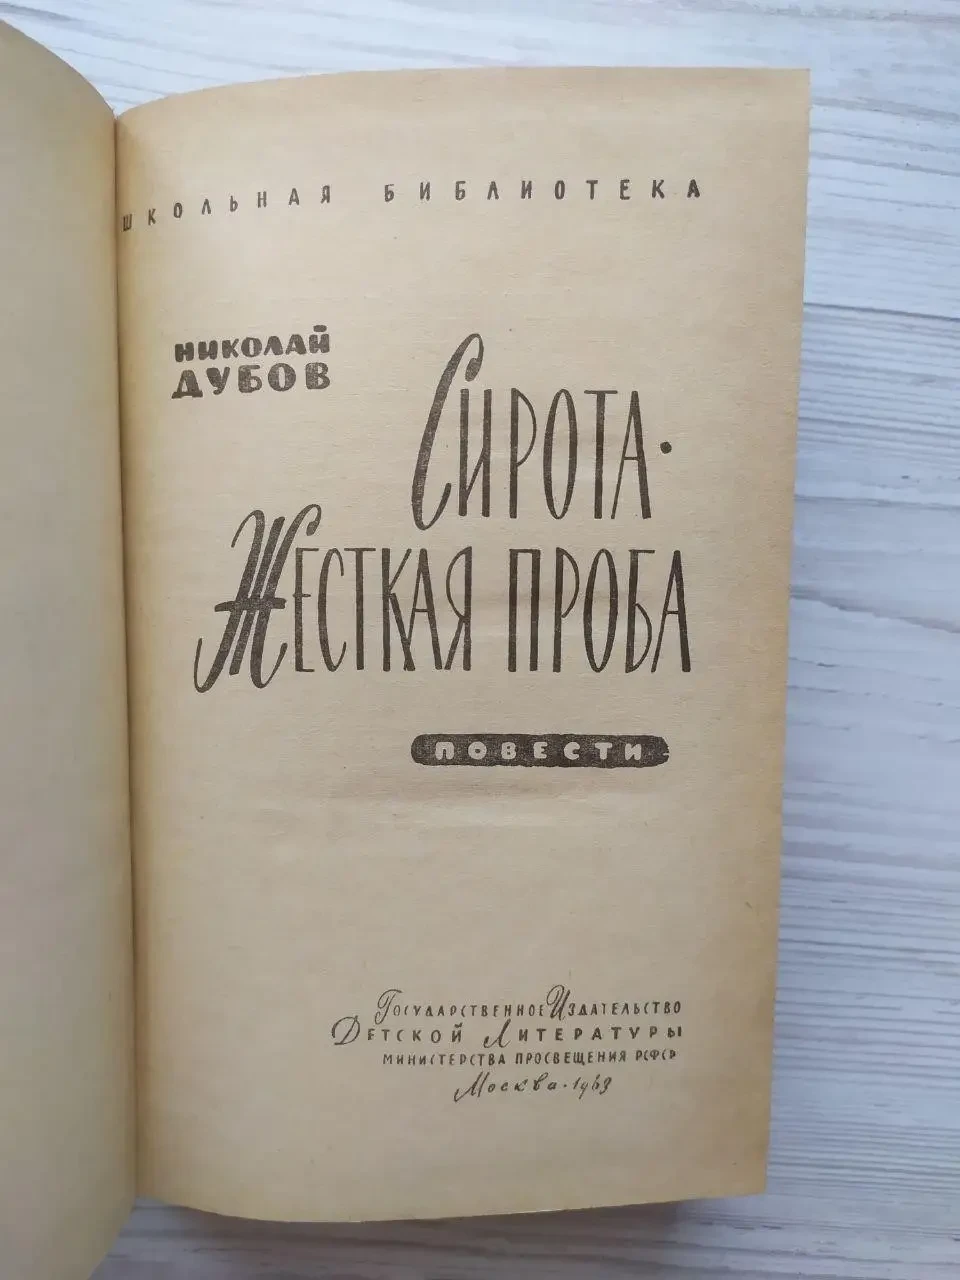 ШКОЛЬНАЯ БИБЛИОТЕКА
НИКОЛАЙ
ДУБОВ
СИРОТА·
ЖЕСТКАЯ ПРОБА
ПОВЕСТИ
ГОСУДАРСТВЕННОЕ ИЗДАТЕЛЬСТВО
ДЕТСКОЙ ЛИТЕРАТУРЫ
МИНИСТЕРСТВА ПРОСВЕЩЕНИЯ РСФСР
Москва·1963